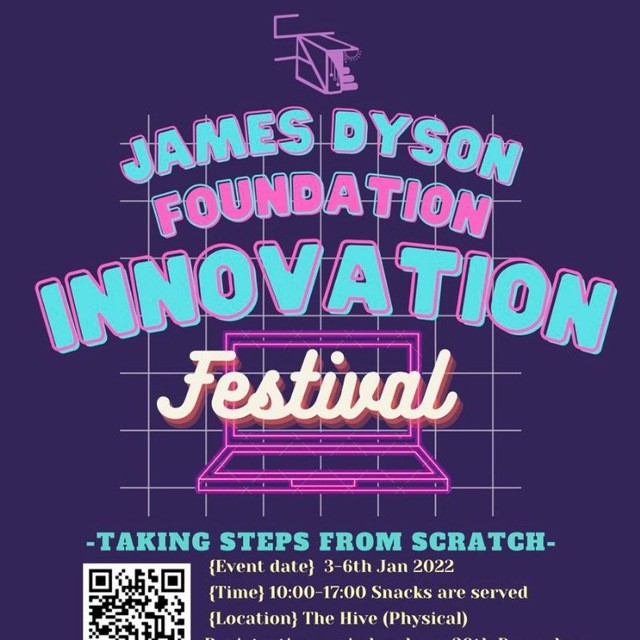 JAMES DYSON
FOUNDATION
INNOVATION
Festival
-TAKING STEPS FROM SCRATCH-
{Event date} 3-6th Jan 2022
{Time} 10:00-17:00 Snacks are served
{Location} The Hive (Physical)